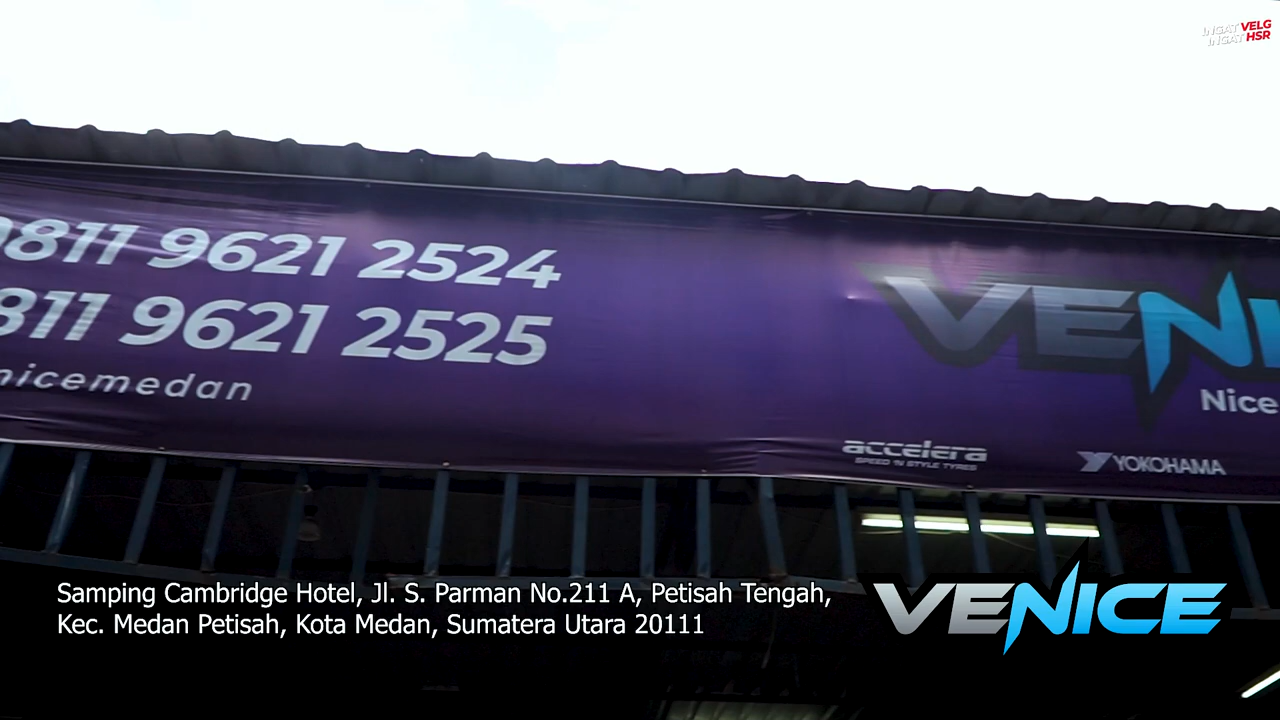 INGAT VELG
INGAT HSR
0811 9621 2524
811 9621 2525
nicemedan
VENI
Nice
accelera
SPEED 'N STYLE TYRES
YOKOHAMA
Samping Cambridge Hotel, Jl. S. Parman No.211 A, Petisah Tengah,
Kec. Medan Petisah, Kota Medan, Sumatera Utara 20111
VENICE